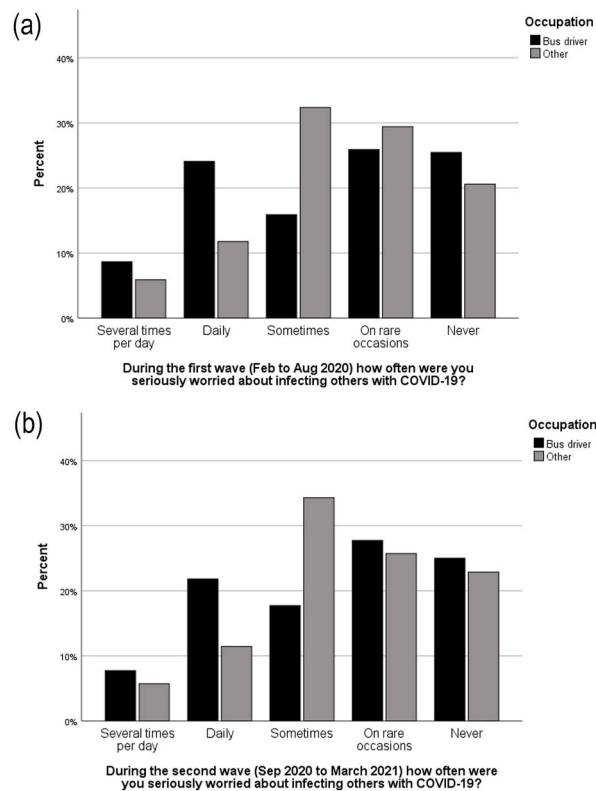 (a)
Occupation
Bus driver
Other
40%
30%
20%
10%
0%
Percent
Several times per day
Daily
Sometimes
On rare occasions
Never
During the first wave (Feb to Aug 2020) how often were you
seriously worried about infecting others with COVID-19?
(b)
Occupation
Bus driver
Other
40%
30%
20%
10%
0%
Percent
Several times per day
Daily
Sometimes
On rare occasions
Never
During the second wave (Sep 2020 to March 2021) how often were
you seriously worried about infecting others with COVID-19?